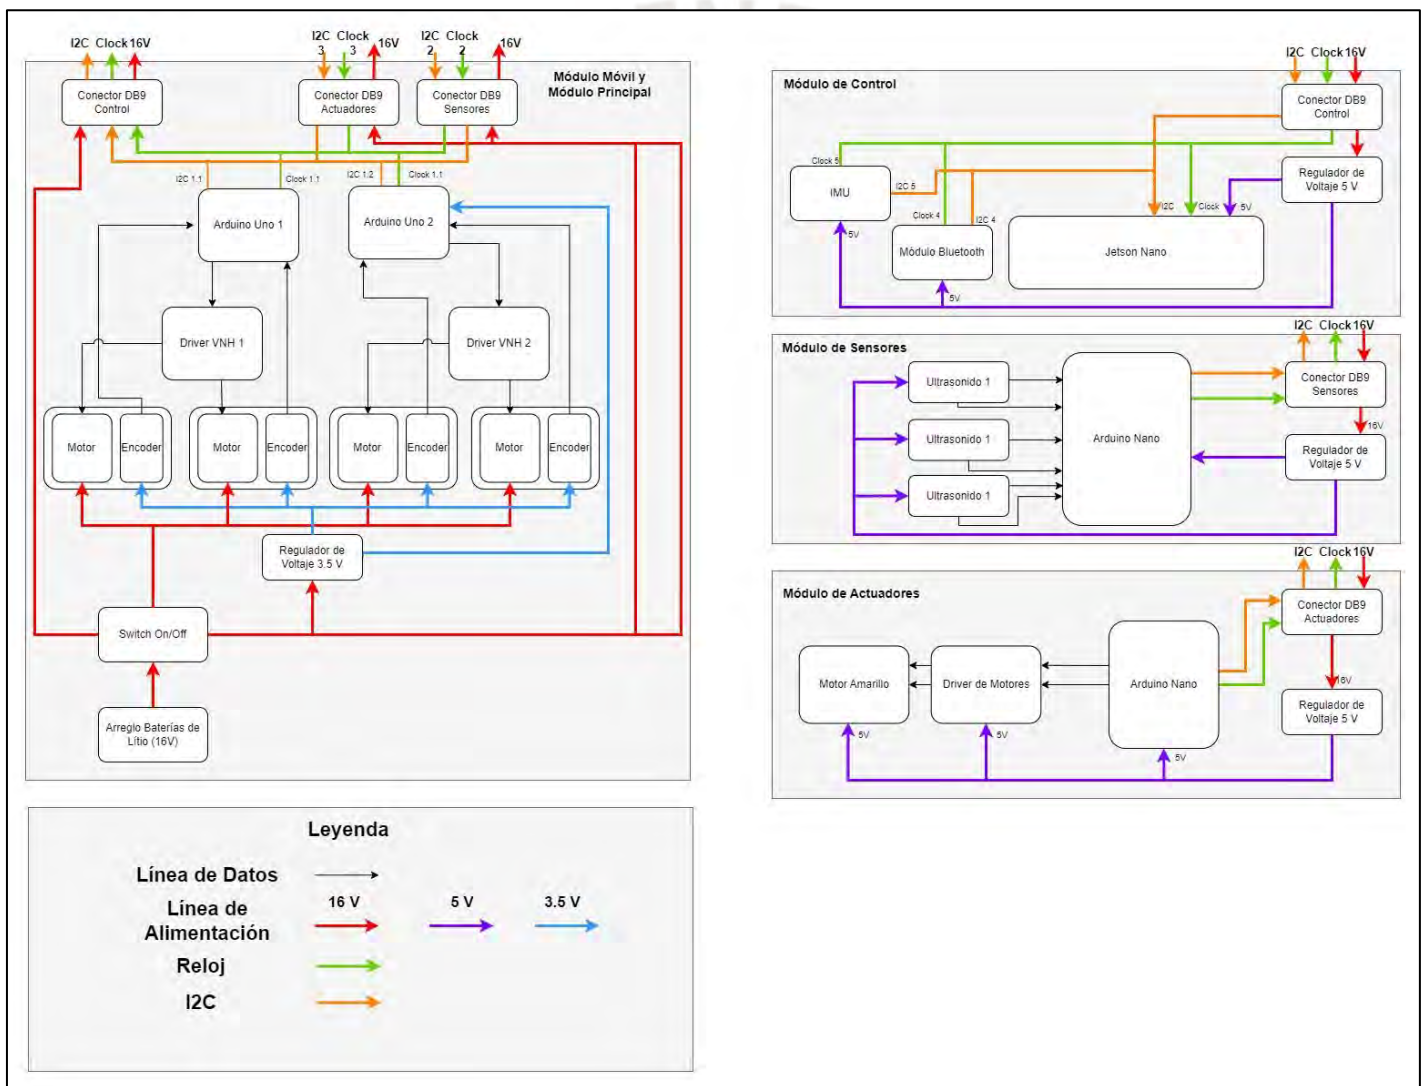 I2C Clock 16V
I2C 3 Clock 3 16V
I2C 2 Clock 2 16V
Módulo Móvil y
Módulo Principal
Conector DB9
Control
Conector DB9
Actuadores
Conector DB9
Sensores
I2C 1.1
Clock 1.1
I2C 1.2
Clock 1.1
Arduino Uno 1
Arduino Uno 2
Driver VNH 1
Driver VNH 2
Motor
Encoder
Motor
Encoder
Motor
Encoder
Motor
Encoder
Regulador de
Voltaje 3.5 V
Switch On/Off
Arreglo Baterías de
Lítio (16V)
Leyenda
Línea de Datos
Línea de
Alimentación
16 V
5 V
3.5 V
Reloj
I2C
I2C Clock 16V
Módulo de Control
Conector DB9
Control
Clock 5
IMU
I2C 5
Regulador de
Voltaje 5 V
Clock 4
I2C 4
I2C
Clock
5V
5V
Módulo Bluetooth
Jetson Nano
5V
I2C Clock 16V
Módulo de Sensores
Ultrasonido 1
Ultrasonido 1
Ultrasonido 1
Arduino Nano
Conector DB9
Sensores
16V
Regulador de
Voltaje 5 V
I2C Clock 16V
Módulo de Actuadores
Conector DB9
Actuadores
Motor Amarillo
Driver de Motores
Arduino Nano
16V
Regulador de
Voltaje 5 V
5V
5V
5V